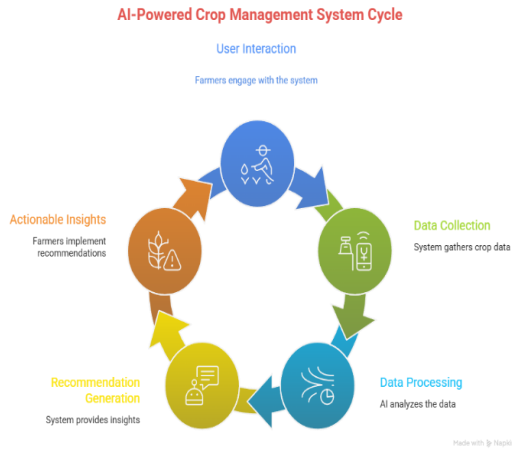 AI-Powered Crop Management System Cycle
User Interaction
Farmers engage with the system
Actionable Insights
Farmers implement
recommendations
Data Collection
System gathers crop data
Recommendation
Generation
System provides insights
Data Processing
AI analyzes the data
Made with Napki